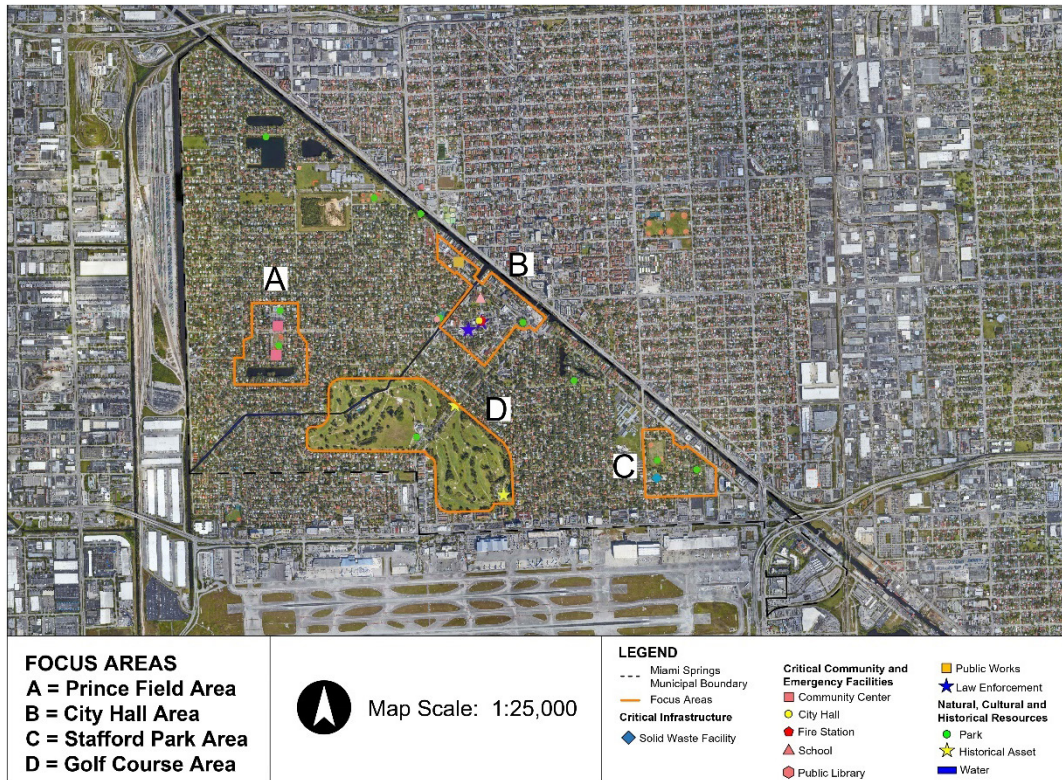 A
B
D
C
FOCUS AREAS
A = Prince Field Area
B = City Hall Area
C = Stafford Park Area
D = Golf Course Area
Map Scale: 1:25,000
LEGEND
Miami Springs
Municipal Boundary
Focus Areas
Critical Infrastructure
Solid Waste Facility
Critical Community and
Emergency Facilities
Community Center
City Hall
Fire Station
School
Public Library
Public Works
Law Enforcement
Natural, Cultural and
Historical Resources
Park
Historical Asset
Water